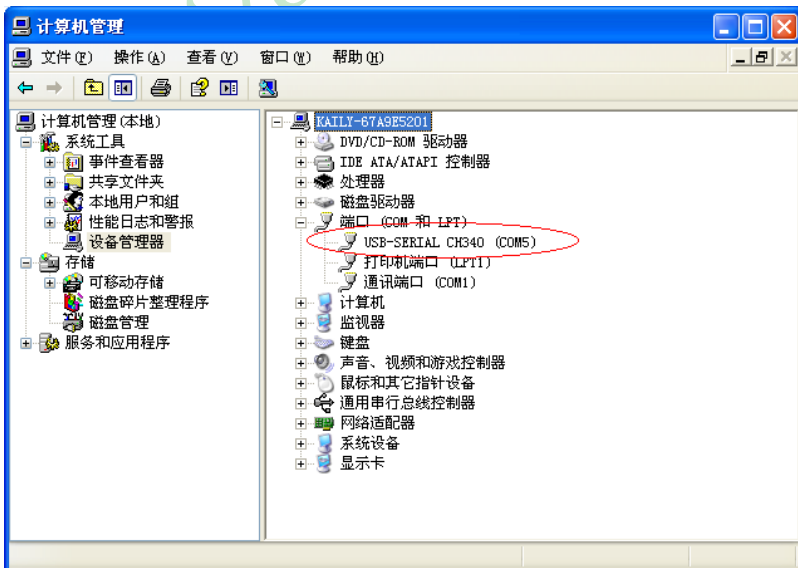 计算机管理
文件(F) 操作(A) 查看(V) 窗口(W) 帮助(H)
计算机管理(本地)
系统工具
事件查看器
共享文件夹
本地用户和组
性能日志和警报
设备管理器
存储
可移动存储
磁盘碎片整理程序
磁盘管理
服务和应用程序
KAILY-67A9E5201
DVD/CD-ROM 驱动器
IDE ATA/ATAPI 控制器
处理器
磁盘驱动器
端口 (COM 和 LPT)
USB-SERIAL CH340 (COM5)
打印机端口 (LPT1)
通讯端口 (COM1)
计算机
监视器
键盘
声音、视频和游戏控制器
鼠标和其它指针设备
通用串行总线控制器
网络适配器
系统设备
显示卡